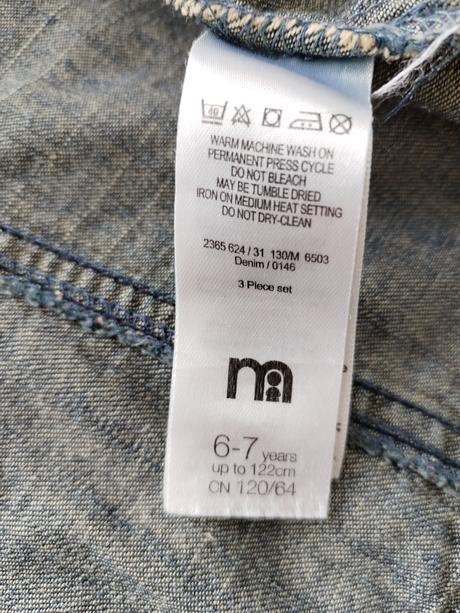 40
WARM MACHINE WASH ON
PERMANENT PRESS CYCLE
DO NOT BLEACH
MAY BE TUMBLE DRIED
IRON ON MEDIUM HEAT SETTING
DO NOT DRY-CLEAN
2365 624 / 31 130/M 6503
Denim / 0146
3 Piece set
m
6-7 years
up to 122cm
CN 120/64